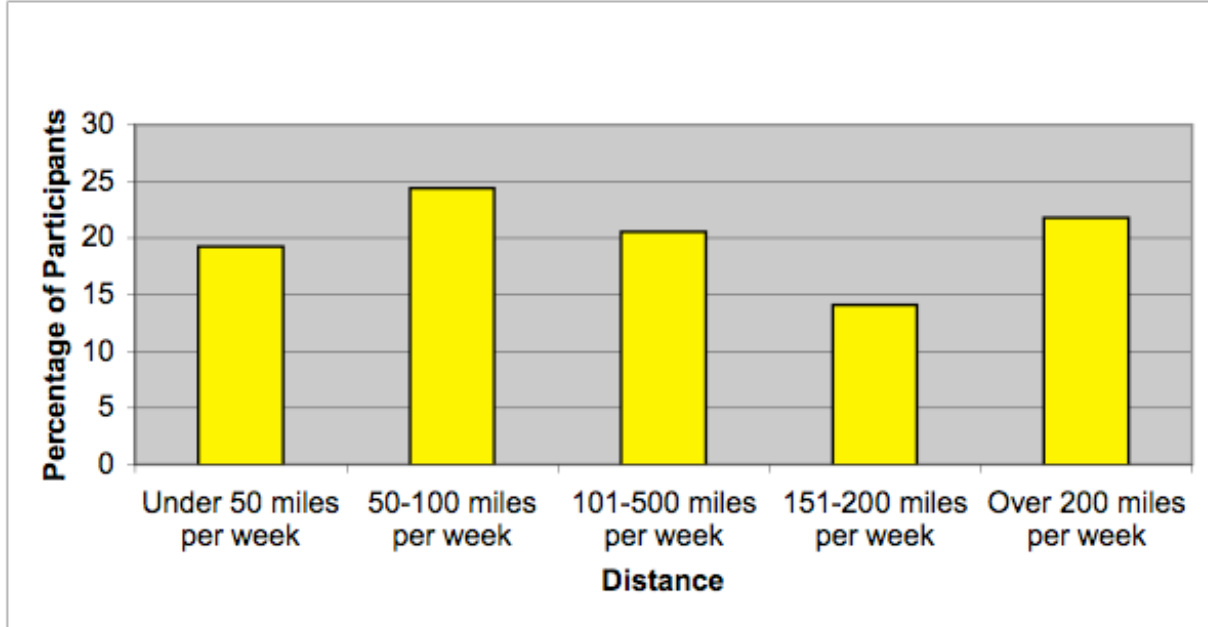 Percentage of Participants
30
25
20
15
10
5
0
Under 50 miles
per week
50-100 miles
per week
101-500 miles
per week
151-200 miles
per week
Over 200 miles
per week
Distance